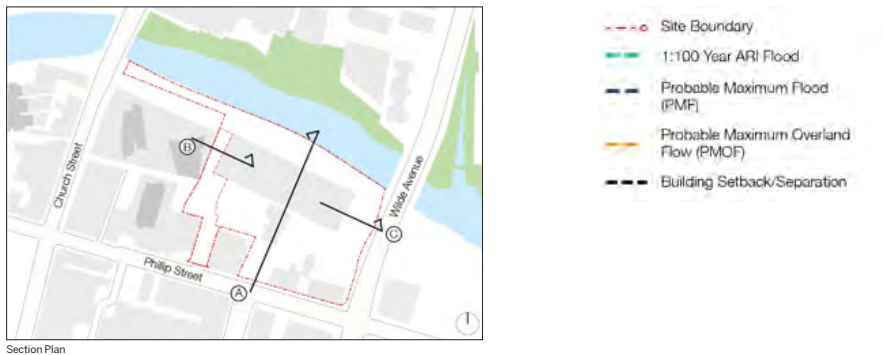 Church Street
B
Wilde Avenue
C
Phillip Street
A
Section Plan
Site Boundary
1:100 Year ARI Flood
Probable Maximum Flood
(PMF)
Probable Maximum Overland
Flow (PMOF)
Building Setback/Separation